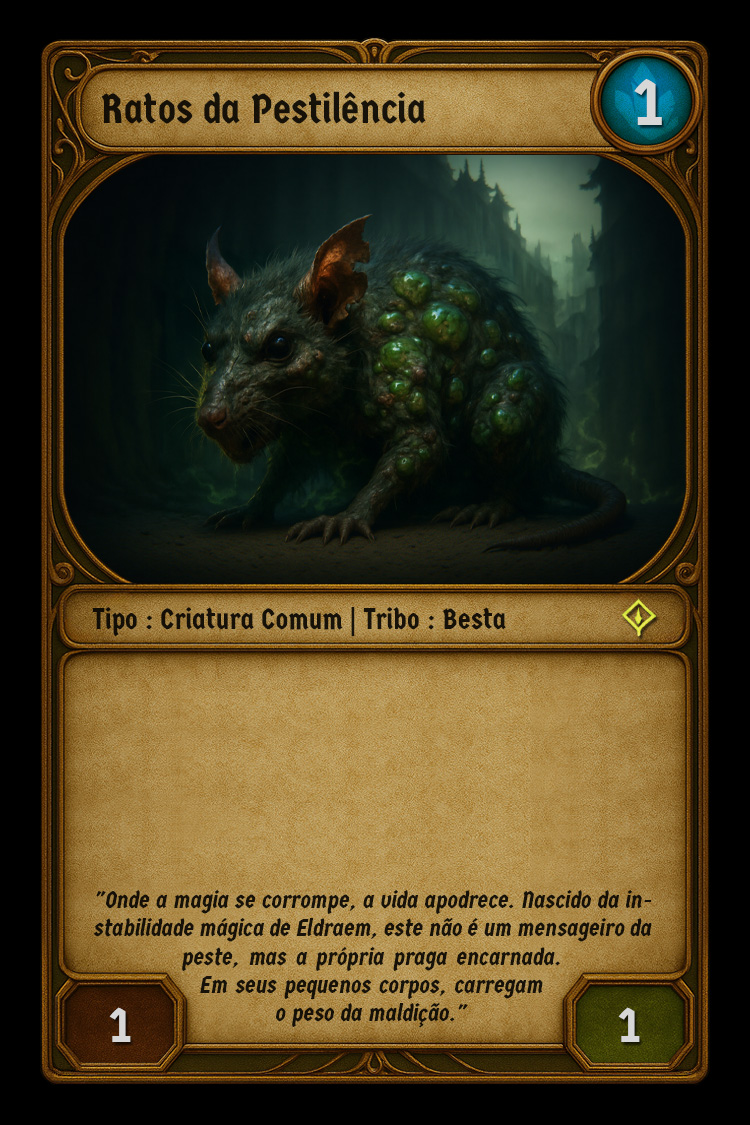 Ratos da Pestilência
1
Tipo : Criatura Comum | Tribo : Besta
"Onde a magia se corrompe, a vida apodrece. Nascido da in-
stabilidade mágica de Eldraem, este não é um mensageiro da
peste, mas a própria praga encarnada.
Em seus pequenos corpos, carregam
o peso da maldição."
1
1